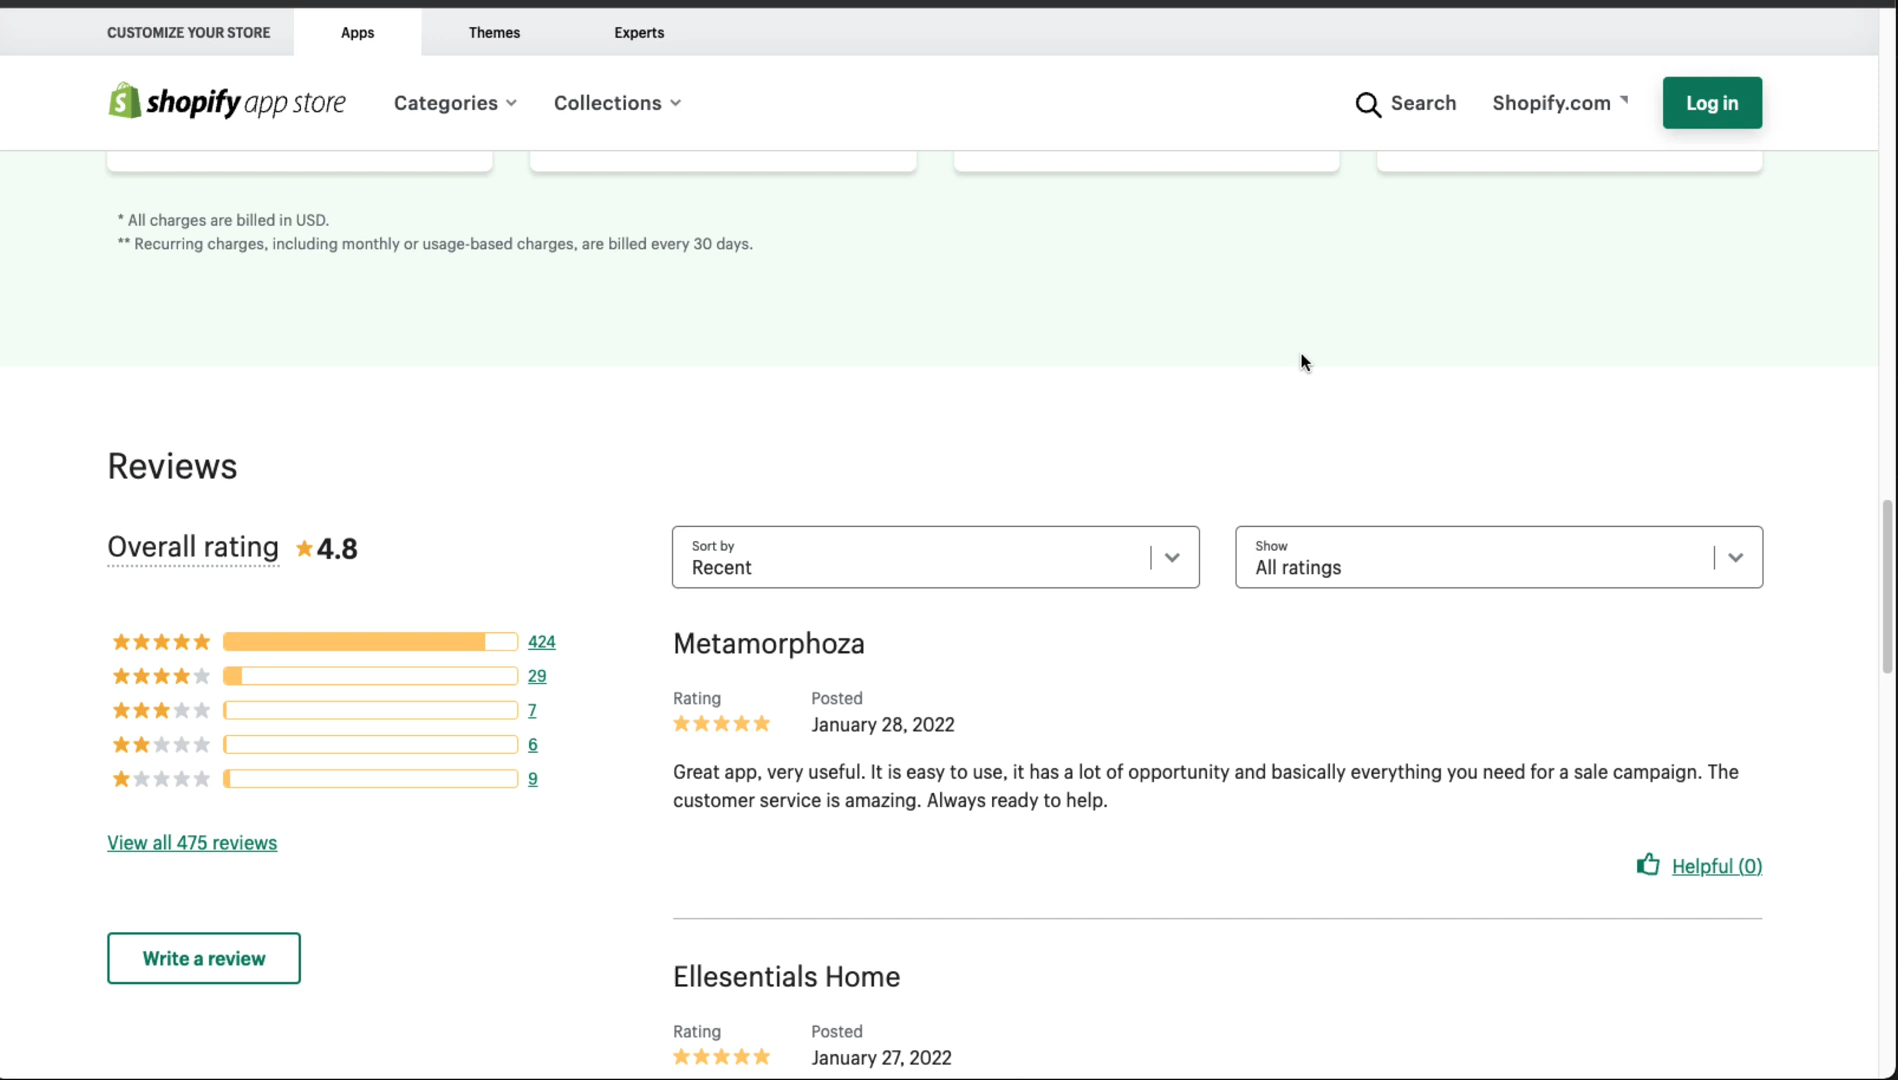 CUSTOMIZE YOUR STORE
Apps
Themes
Experts
shopify app store
Categories
Collections
Search
Shopify.com
Log in
* All charges are billed in USD.
** Recurring charges, including monthly or usage-based charges, are billed every 30 days.
Reviews
Overall rating
4.8
424
29
7
6
9
View all 475 reviews
Write a review
Sort by
Recent
Show
All ratings
Metamorphoza
Rating
Posted
January 28, 2022
Great app, very useful. It is easy to use, it has a lot of opportunity and basically everything you need for a sale campaign. The
customer service is amazing. Always ready to help.
Helpful (0)
Ellesentials Home
Rating
Posted
January 27, 2022